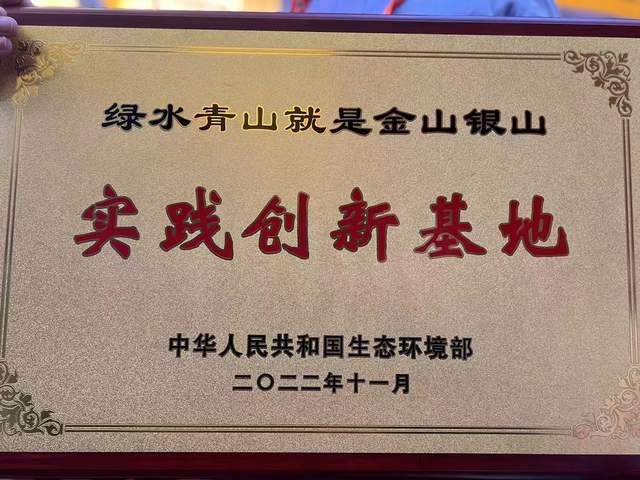 绿水青山就是金山银山
实践创新基地
中华人民共和国生态环境部
二〇二二年十一月